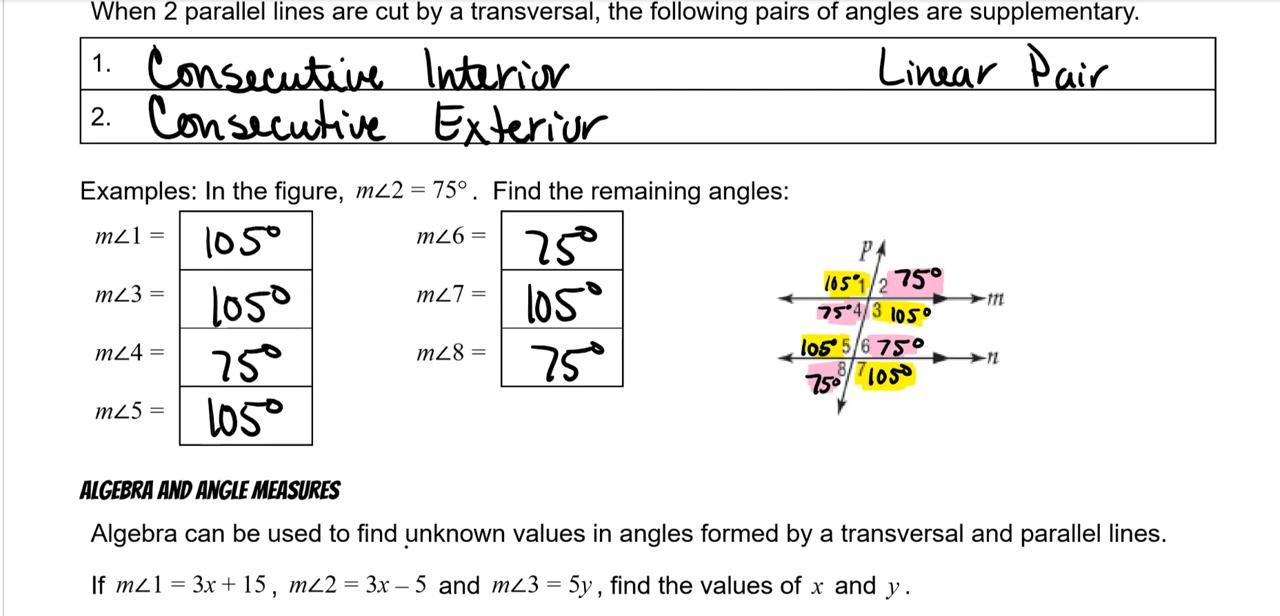 When 2 parallel lines are cut by a transversal, the following pairs of angles are supplementary.
1. Consecutive Interior Linear Pair
2. Consecutive Exterior
Examples: In the figure, m∠2 = 75°. Find the remaining angles:
m∠1 = 105° m∠6 = 75°
m∠3 = 105° m∠7 = 105°
m∠4 = 75° m∠8 = 75°
m∠5 = 105°
p
105° 1 2 75°
m
75° 4 3 105°
105° 5 6 75°
n
75° 8 7 105°
ALGEBRA AND ANGLE MEASURES
Algebra can be used to find unknown values in angles formed by a transversal and parallel lines.
If m∠1 = 3x + 15, m∠2 = 3x – 5 and m∠3 = 5y, find the values of x and y.